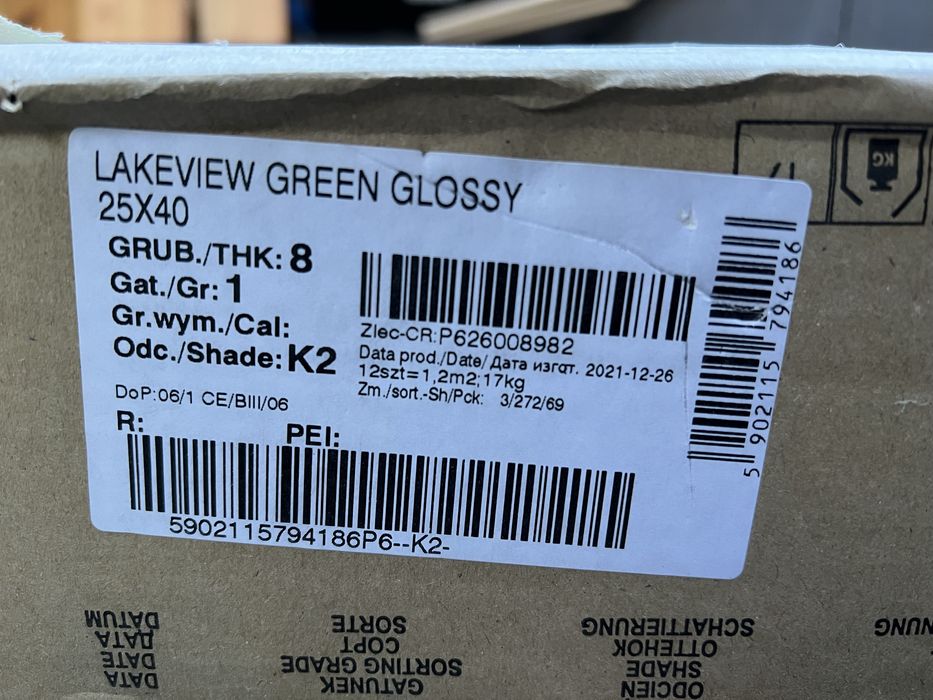 LAKEVIEW GREEN GLOSSY
25X40
GRUB./THK: 8
Gat./Gr: 1
Gr.wym./Cal:
Odc./Shade: K2
DoP:06/1 CE/BIII/06
R: PEI:
5902115794186P6--K2-
Zlec-CR:P626008982
Data prod./Date/ Дата изгот. 2021-12-26
12szt=1,2m2;17kg
Zm./sort.-Sh/Pck: 3/272/69
5 902115 794186
KG
DATA
DATE
ДАТА
DATUM
GATUNEK
SORTING GRADE
СОРТ
SORTE
ODCIEŃ
SHADE
ОТТЕНОК
SCHATTIERUNG